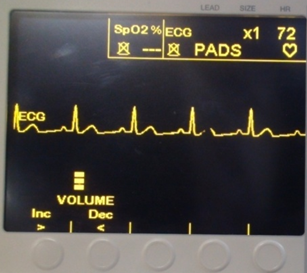 LEAD SIZE HR
SpO2 % ECG x1 72
--- PADS
ECG
VOLUME
Inc Dec
> <